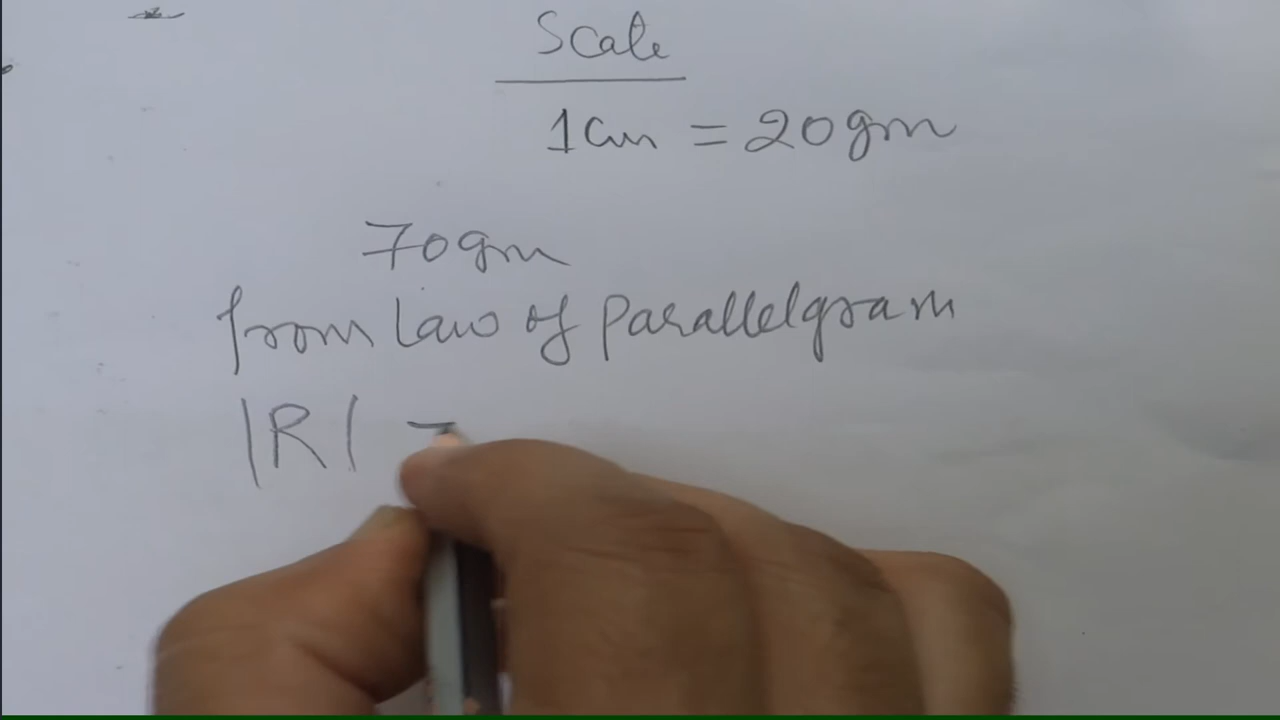 Scale
1cm = 20gm
70gm
from Law of Parallelgram
|R| =